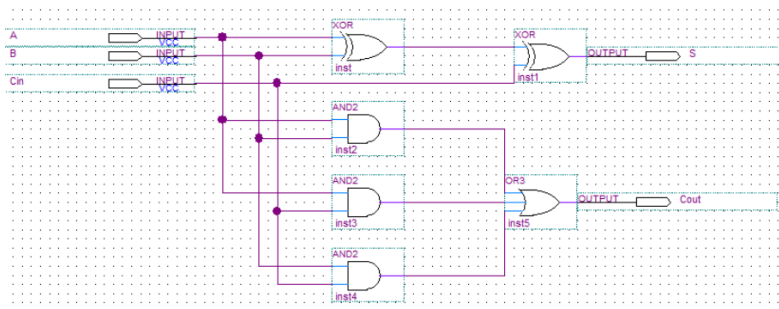 A
INPUT
VCC
B
INPUT
VCC
Cin
INPUT
VCC
XOR
inst
XOR
inst1
OUTPUT
S
AND2
inst2
AND2
inst3
AND2
inst4
OR3
inst5
OUTPUT
Cout